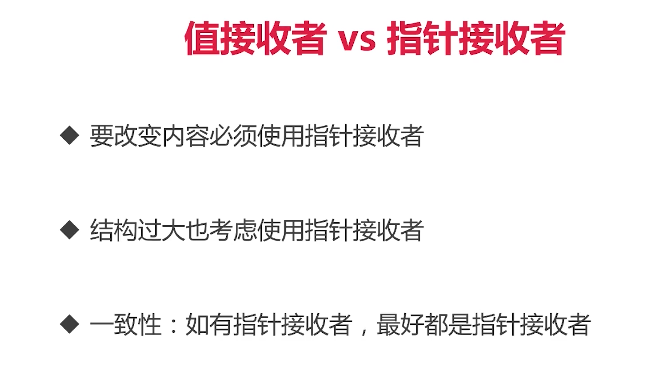 值接收者 vs 指针接收者
◆ 要改变内容必须使用指针接收者
◆ 结构过大也考虑使用指针接收者
◆ 一致性：如有指针接收者，最好都是指针接收者